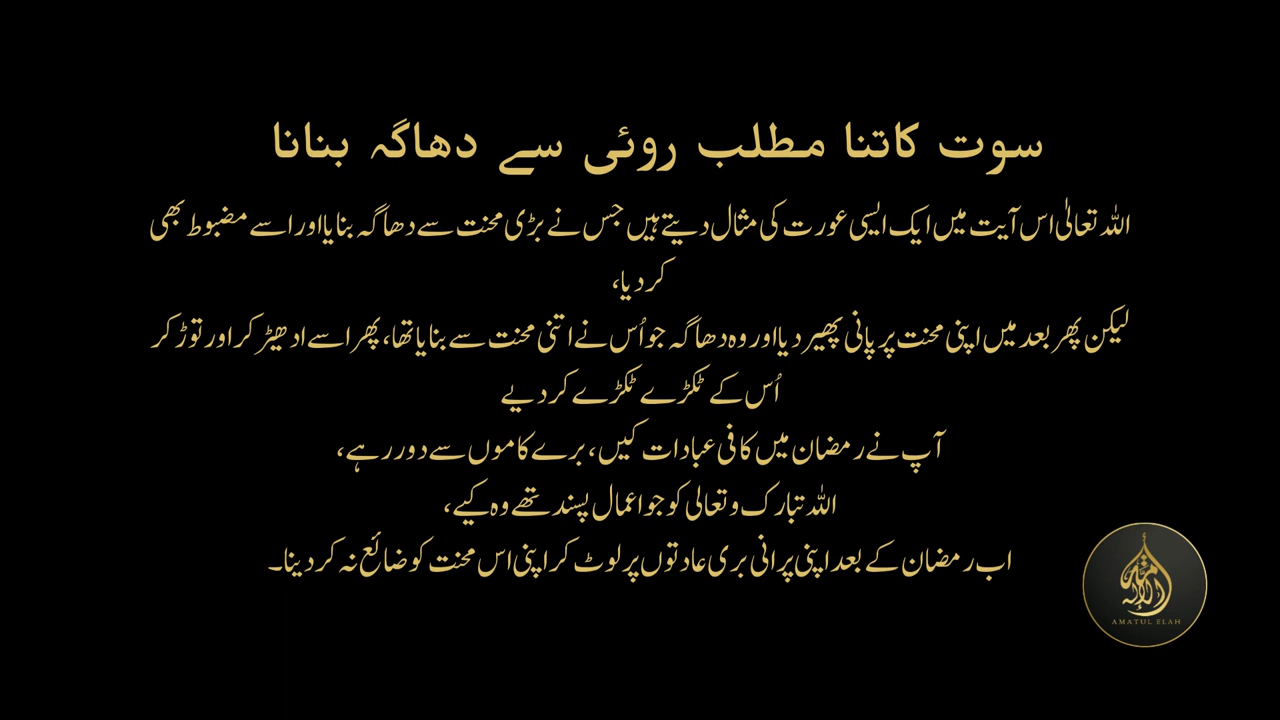 سوت کاتنا مطلب روئی سے دھاگہ بنانا
اللہ تعالٰی اس آیت میں ایک ایسی عورت کی مثال دیتے ہیں جس نے بڑی محنت سے دھاگہ بنایا اور اسے مضبوط بھی
کر دیا،
لیکن پھر بعد میں اپنی محنت پر پانی پھیر دیا اور وہ دھاگہ جو اُس نے اتنی محنت سے بنایا تھا، پھر اسے ادھیڑ کر اور توڑ کر
اُس کے ٹکڑے ٹکڑے کر دیے
آپ نے رمضان میں کافی عبادات کیں، برے کاموں سے دور رہے،
اللہ تبارک و تعالی کو جو اعمال پسند تھے وہ کیے،
اب رمضان کے بعد اپنی پرانی بری عادتوں پر لوٹ کر اپنی اس محنت کو ضائع نہ کر دینا۔
أمة الإله
AMATUL ELAH